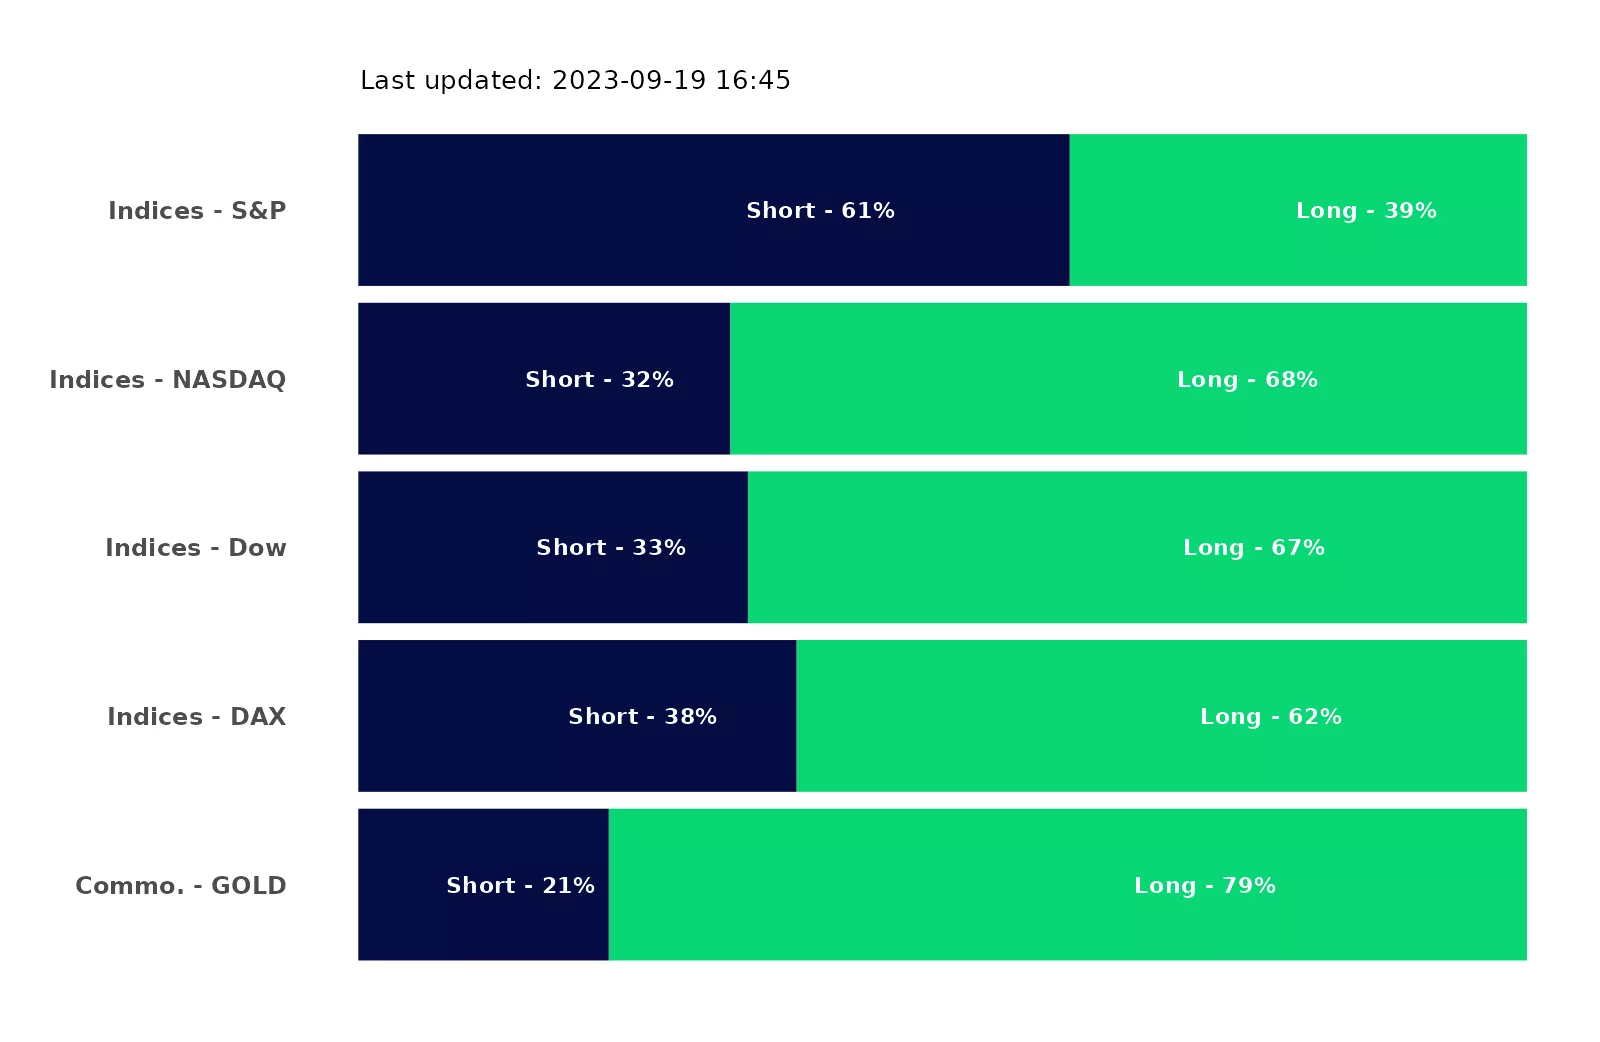 Last updated: 2023-09-19 16:45
Indices - S&P Short - 61% Long - 39%
Indices - NASDAQ Short - 32% Long - 68%
Indices - Dow Short - 33% Long - 67%
Indices - DAX Short - 38% Long - 62%
Commo. - GOLD Short - 21% Long - 79%